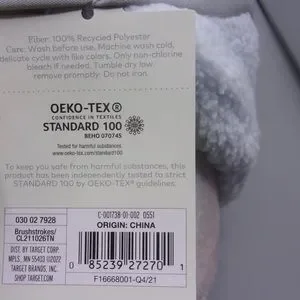 Fiber: 100% Recycled Polyester
Care: Wash before use. Machine wash cold,
delicate cycle with like colors. Only non-chlorine
bleach if needed. Tumble dry low
remove promptly. Do not iron.
OEKO-TEX®
CONFIDENCE IN TEXTILES
STANDARD 100
BEHO 070745
Tested for harmful substances
www.oeko-tex.com/standard100
To keep you safe from harmful substances, this
product has been independently tested to strict
STANDARD 100 by OEKO-TEX® guidelines.
030 02 7928
Brushstrokes/
CL211026TN
DIST. BY TARGET CORP.
MPLS., MN 55403 ©2022
TARGET BRANDS, INC.
SHOP TARGET.COM
C-001738-01-002 0551
ORIGIN: CHINA
0 85239 27270 1
F16668001-Q4/21